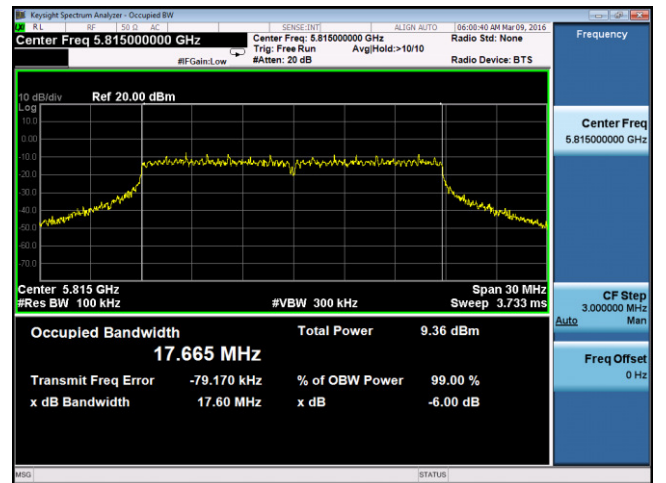 Keysight Spectrum Analyzer - Occupied BW
RL RF 50 Ω AC SENSE:INT ALIGN AUTO 06:00:40 AM Mar 09, 2016
Center Freq 5.815000000 GHz Center Freq: 5.815000000 GHz Radio Std: None Frequency
Trig: Free Run Avg|Hold:>10/10
#IFGain:Low #Atten: 20 dB Radio Device: BTS
10 dB/div Ref 20.00 dBm
Log
10.0
0.00
-10.0
-20.0
-30.0
-40.0
-50.0
-60.0
-70.0
Center Freq
5.815000000 GHz
Center 5.815 GHz Span 30 MHz
#Res BW 100 kHz #VBW 300 kHz Sweep 3.733 ms
CF Step
3.000000 MHz
Auto Man
Freq Offset
0 Hz
Occupied Bandwidth Total Power 9.36 dBm
17.665 MHz
Transmit Freq Error -79.170 kHz % of OBW Power 99.00 %
x dB Bandwidth 17.60 MHz x dB -6.00 dB
MSG STATUS